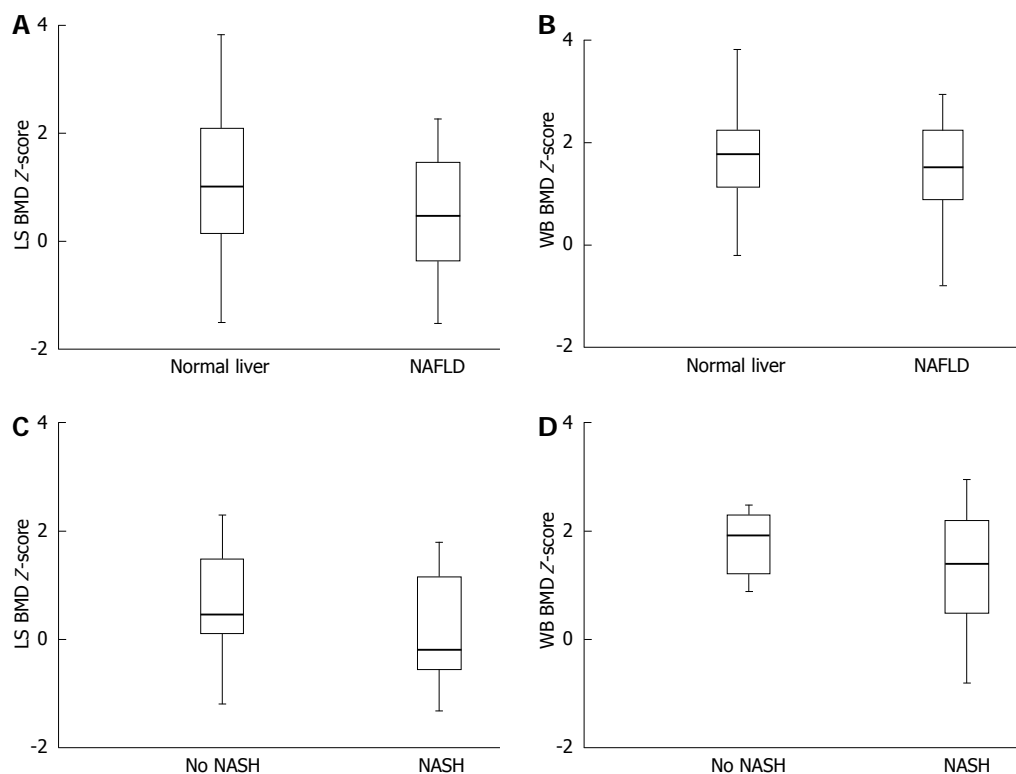 A
4
2
0
-2
LS BMD Z-score
Normal liver NAFLD
B
4
2
0
-2
WB BMD Z-score
Normal liver NAFLD
C
4
2
0
-2
LS BMD Z-score
No NASH NASH
D
4
2
0
-2
WB BMD Z-score
No NASH NASH